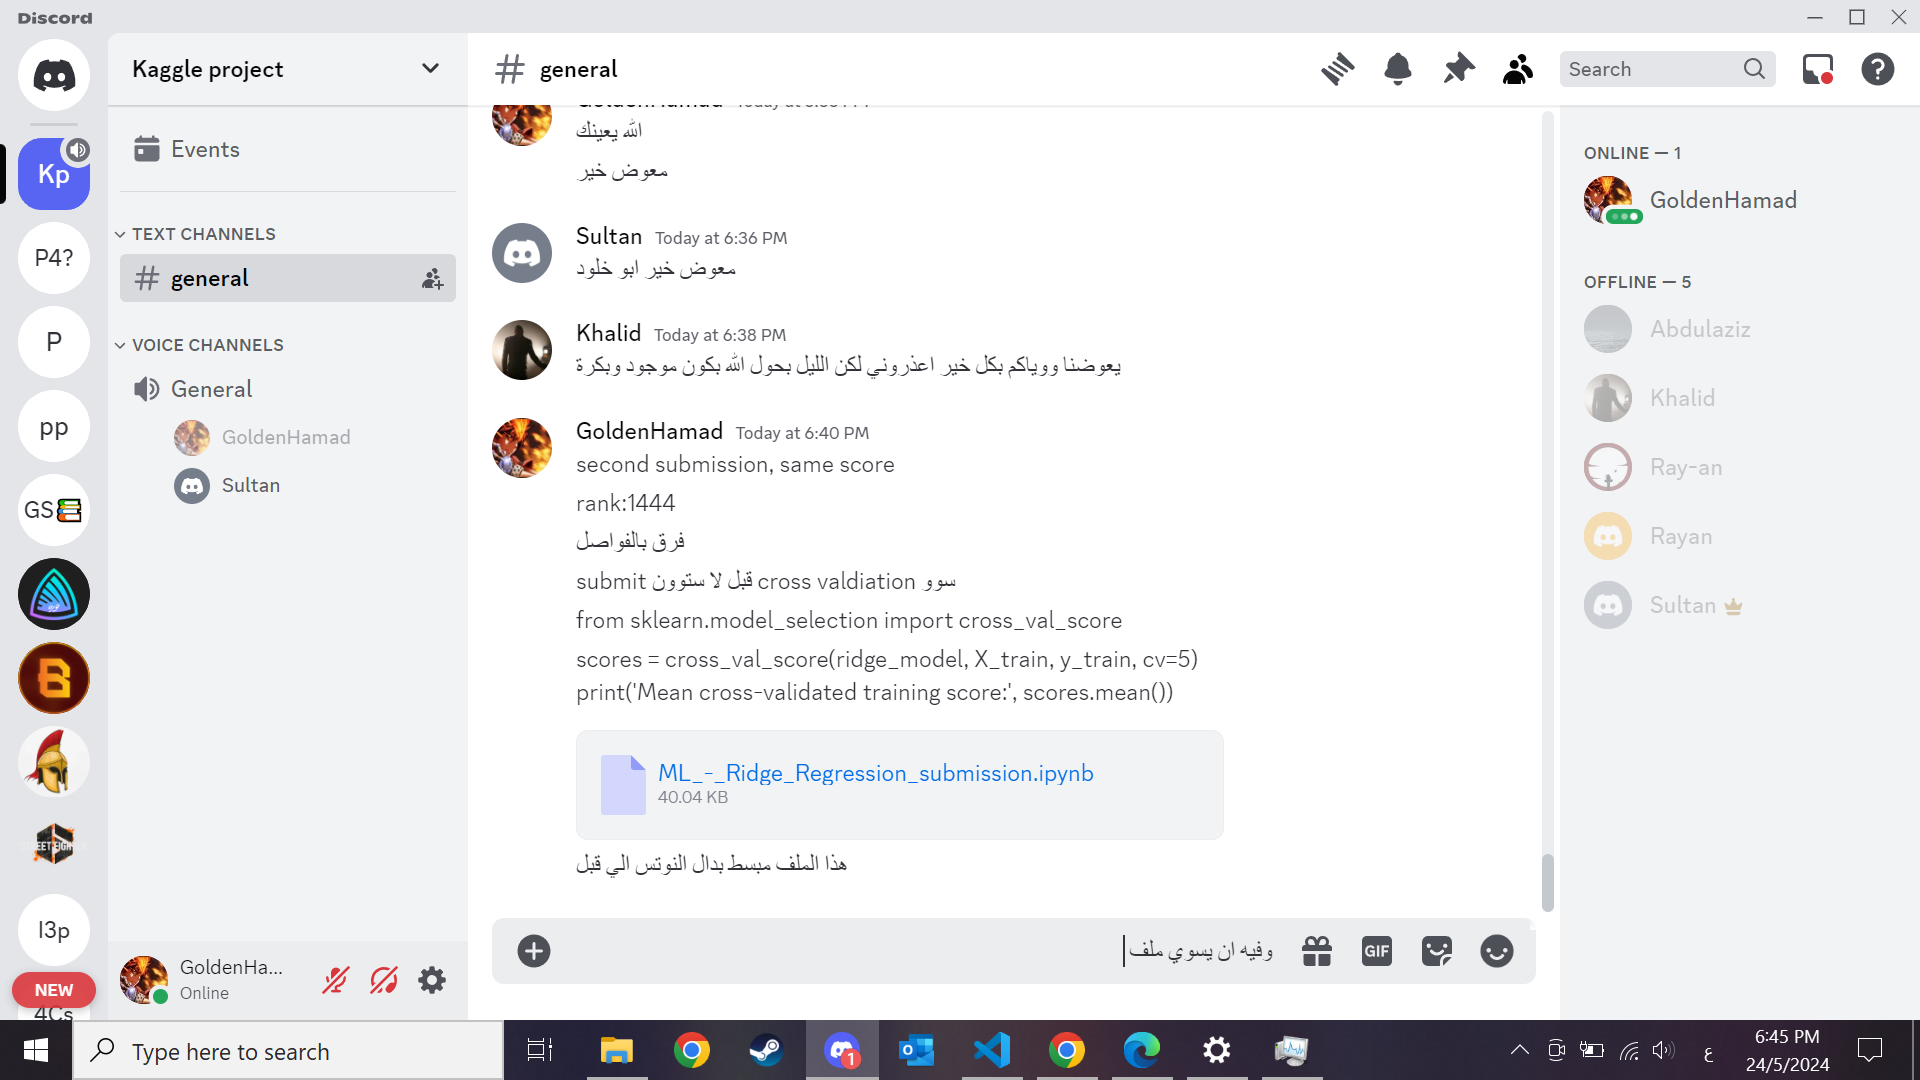 Discord
Kaggle project
general
Search
Kp
Events
P4?
TEXT CHANNELS
general
P
VOICE CHANNELS
General
pp
GoldenHamad
Sultan
GS
STREET FIGHTER
l3p
NEW
4Cs
GoldenHa...
Online
GoldenHamad
الله يعينك
معوض خير
Sultan Today at 6:36 PM
معوض خير ابو خلود
Khalid Today at 6:38 PM
يعوضنا ووياكم بكل خير اعذروني لكن الليل بحول الله بكون موجود وبكرة
GoldenHamad Today at 6:40 PM
second submission, same score
rank:1444
فرق بالفواصل
سوو cross valdiation قبل لا ستوون submit
from sklearn.model_selection import cross_val_score
scores = cross_val_score(ridge_model, X_train, y_train, cv=5)
print('Mean cross-validated training score:', scores.mean())
ML_-_Ridge_Regression_submission.ipynb
40.04 KB
هذا الملف مبسط بدال النوتس الي قبل
وفيه ان يسوي ملف
GIF
ONLINE — 1
GoldenHamad
OFFLINE — 5
Abdulaziz
Khalid
Ray-an
Rayan
Sultan
Type here to search
1
ع
6:45 PM
24/5/2024